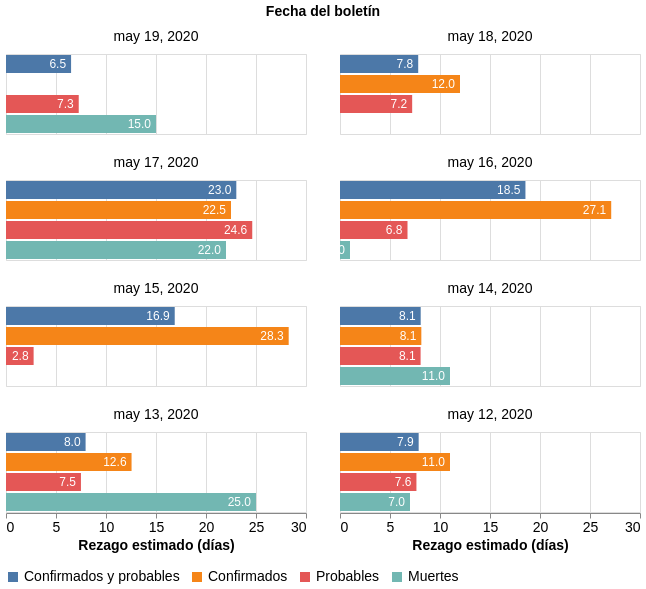 Fecha del boletín
may 19, 2020
6.5
7.3
15.0
may 18, 2020
7.8
12.0
7.2
may 17, 2020
23.0
22.5
24.6
22.0
may 16, 2020
18.5
27.1
6.8
0
may 15, 2020
16.9
28.3
2.8
may 14, 2020
8.1
8.1
8.1
11.0
may 13, 2020
8.0
12.6
7.5
25.0
may 12, 2020
7.9
11.0
7.6
7.0
0 5 10 15 20 25 30
Rezago estimado (días)
0 5 10 15 20 25 30
Rezago estimado (días)
Confirmados y probables Confirmados Probables Muertes